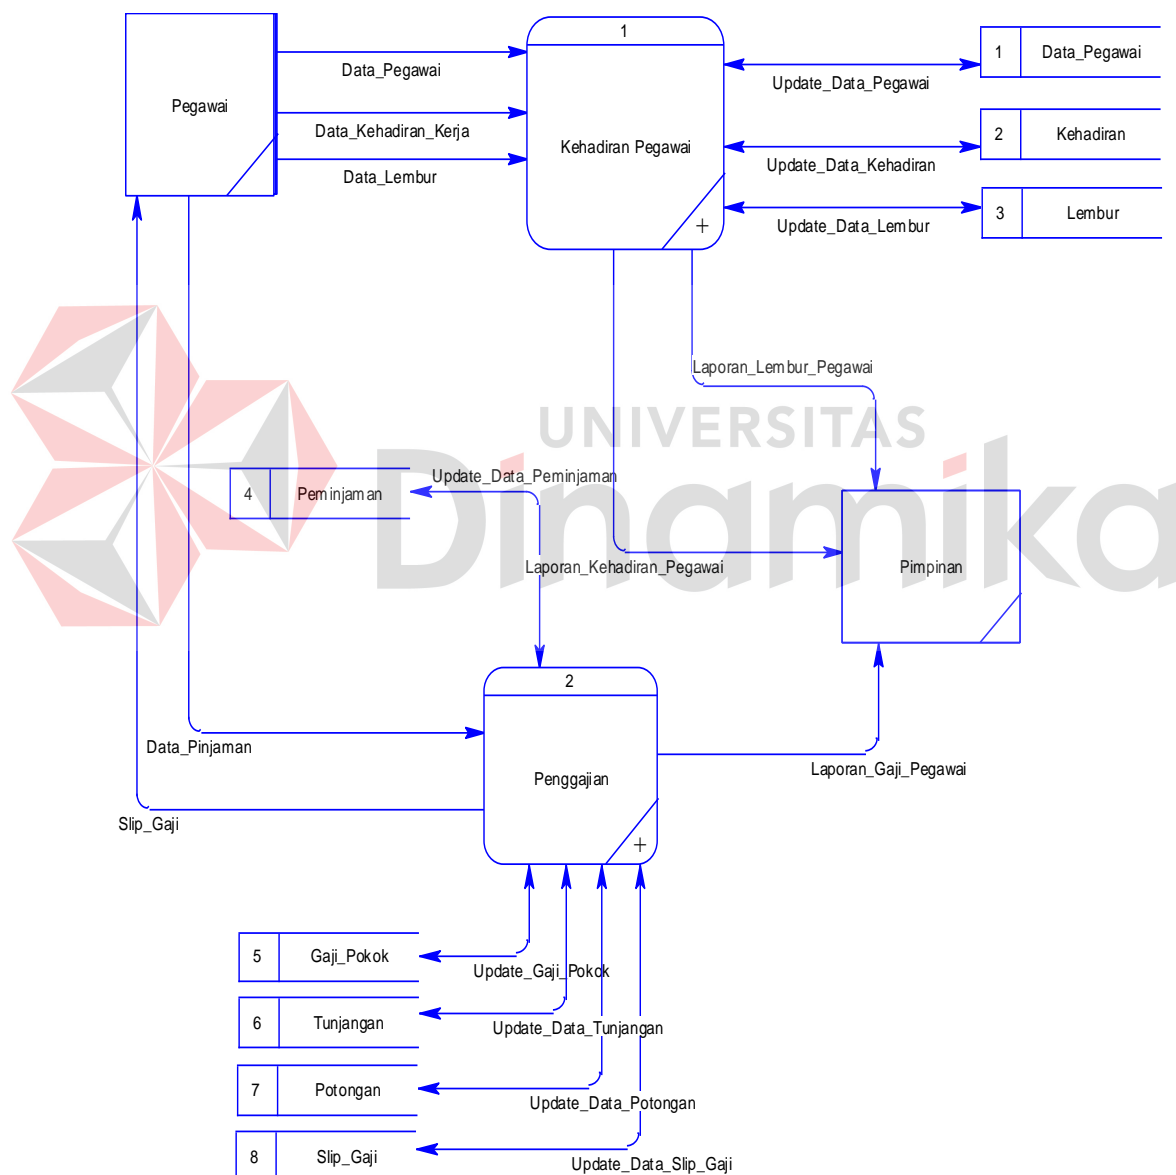 1
Pegawai
Data_Pegawai
Data_Kehadiran_Kerja
Data_Lembur
Kehadiran Pegawai
+
Update_Data_Pegawai
1 Data_Pegawai
Update_Data_Kehadiran
2 Kehadiran
Update_Data_Lembur
3 Lembur
Laporan_Lembur_Pegawai
UNIVERSITAS
Dinamika
4 Peminjaman
Update_Data_Peminjaman
Laporan_Kehadiran_Pegawai
Pimpinan
2
Penggajian
+
Data_Pinjaman
Slip_Gaji
Laporan_Gaji_Pegawai
5 Gaji_Pokok
Update_Gaji_Pokok
6 Tunjangan
Update_Data_Tunjangan
7 Potongan
Update_Data_Potongan
8 Slip_Gaji
Update_Data_Slip_Gaji